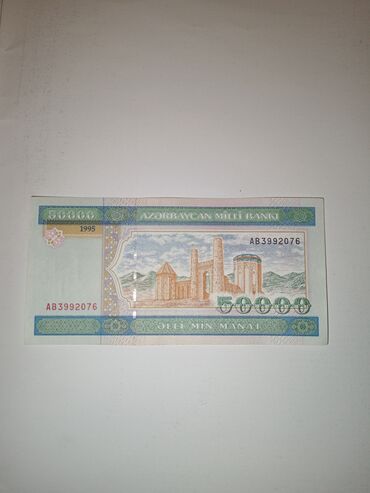 50000 AZƏRBAYCAN MİLLİ BANKI
1995
AB3992076
AB3992076
50000
ƏLLİ MİN MANAT